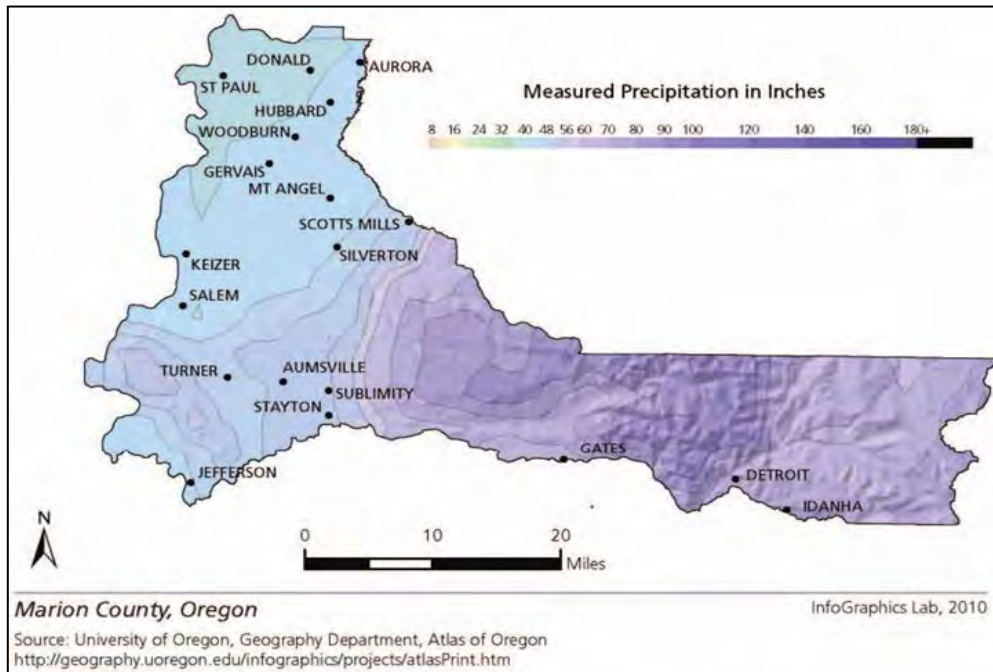 DONALD
AURORA
ST PAUL
HUBBARD
WOODBURN
GERVAIS
MT ANGEL
SCOTTS MILLS
SILVERTON
KEIZER
SALEM
TURNER
AUMSVILLE
SUBLIMITY
STAYTON
JEFFERSON
GATES
DETROIT
IDANHA
Measured Precipitation in Inches
8 16 24 32 40 48 56 60 70 80 90 100 120 140 160 180+
N
0 10 20
Miles
Marion County, Oregon
InfoGraphics Lab, 2010
Source: University of Oregon, Geography Department, Atlas of Oregon
http://geography.uoregon.edu/infographics/projects/atlasPrint.htm